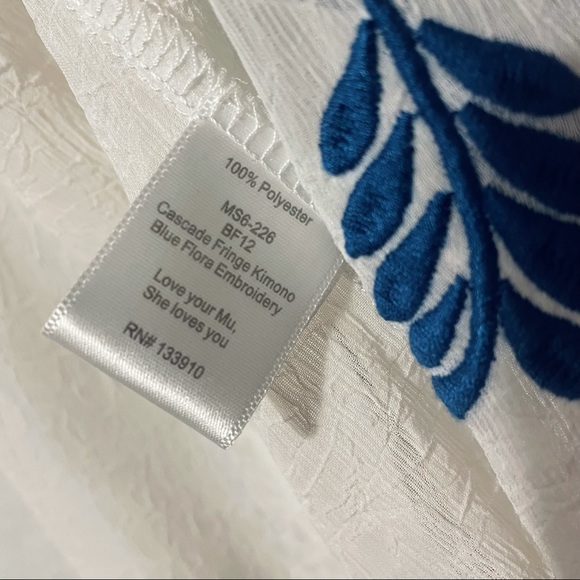 100% Polyester
MS6-226
BF12
Cascade Fringe Kimono
Blue Flora Embroidery
Love your Mu,
She loves you
RN# 133910